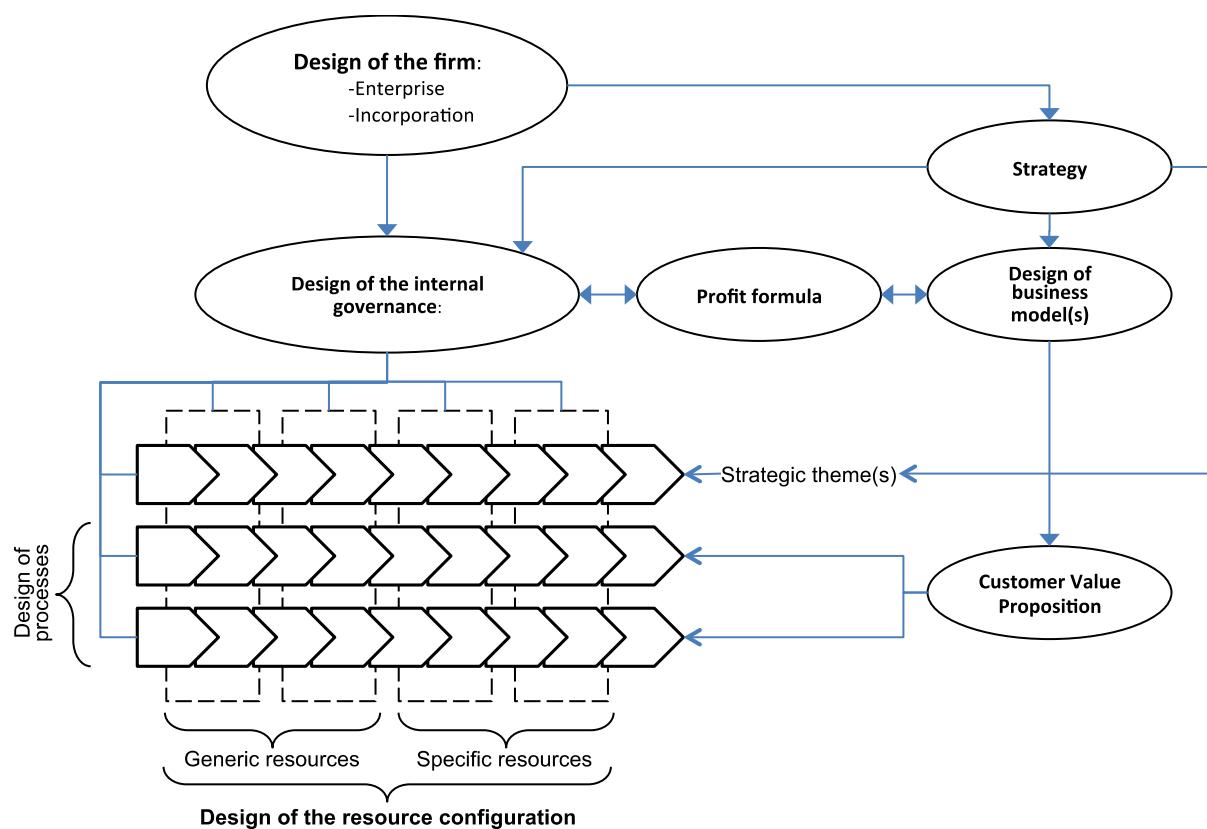 Design of the firm:
-Enterprise
-Incorporation
Strategy
Design of the internal
governance:
Profit formula
Design of
business
model(s)
Strategic theme(s)
Design of
processes
Customer Value
Proposition
Generic resources
Specific resources
Design of the resource configuration